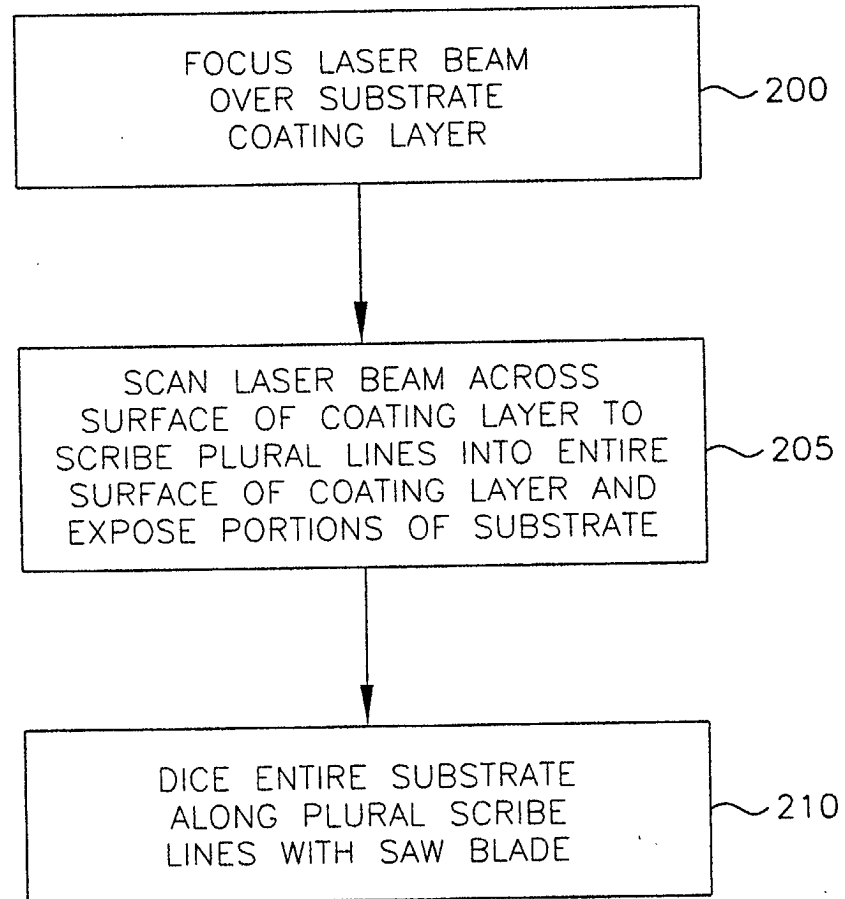 FOCUS LASER BEAM
OVER SUBSTRATE
COATING LAYER
200
SCAN LASER BEAM ACROSS
SURFACE OF COATING LAYER TO
SCRIBE PLURAL LINES INTO ENTIRE
SURFACE OF COATING LAYER AND
EXPOSE PORTIONS OF SUBSTRATE
205
DICE ENTIRE SUBSTRATE
ALONG PLURAL SCRIBE
LINES WITH SAW BLADE
210